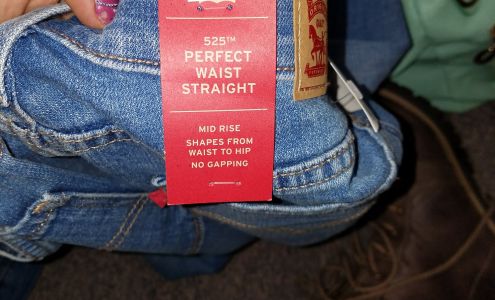 525™
PERFECT
WAIST
STRAIGHT
MID RISE
SHAPES FROM
WAIST TO HIP
NO GAPPING